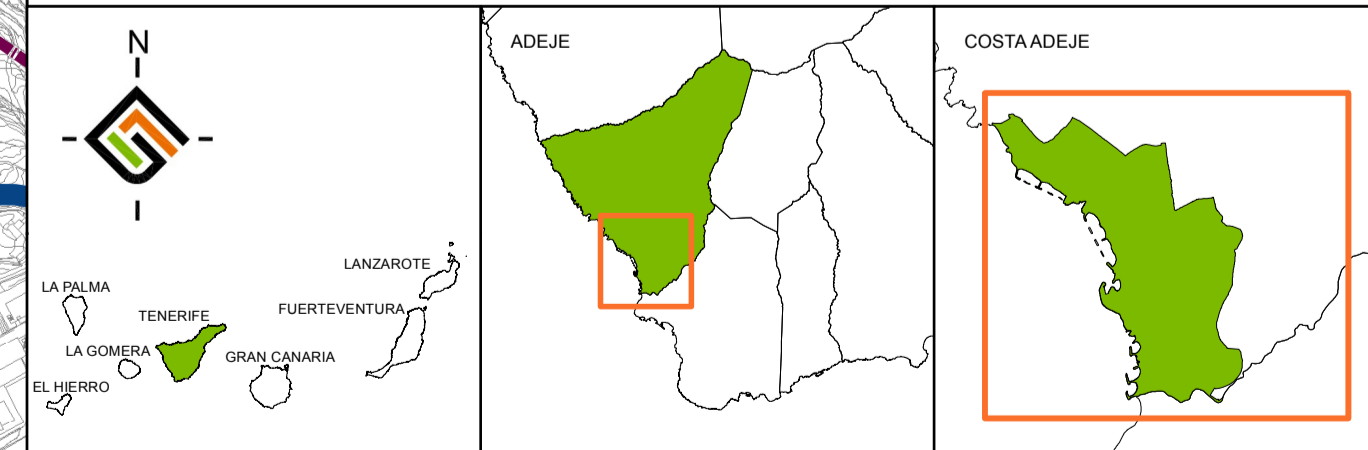 N
LANZAROTE
LA PALMA
FUERTEVENTURA
TENERIFE
LA GOMERA
GRAN CANARIA
EL HIERRO
ADEJE
COSTA ADEJE